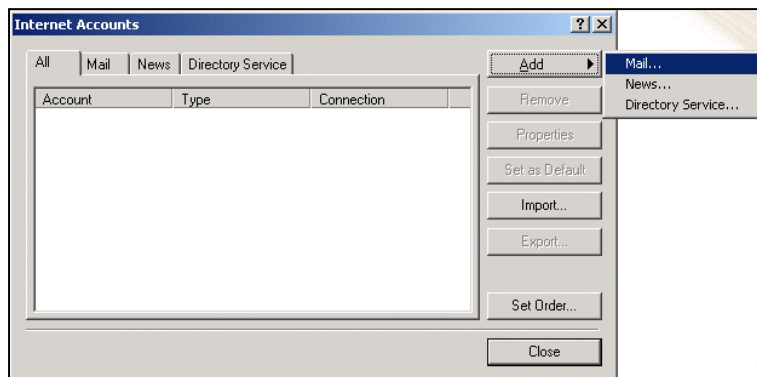 Internet Accounts
All Mail News Directory Service
Account Type Connection
Add
Remove
Properties
Set as Default
Import...
Export...
Set Order...
Close
Mail...
News...
Directory Service...